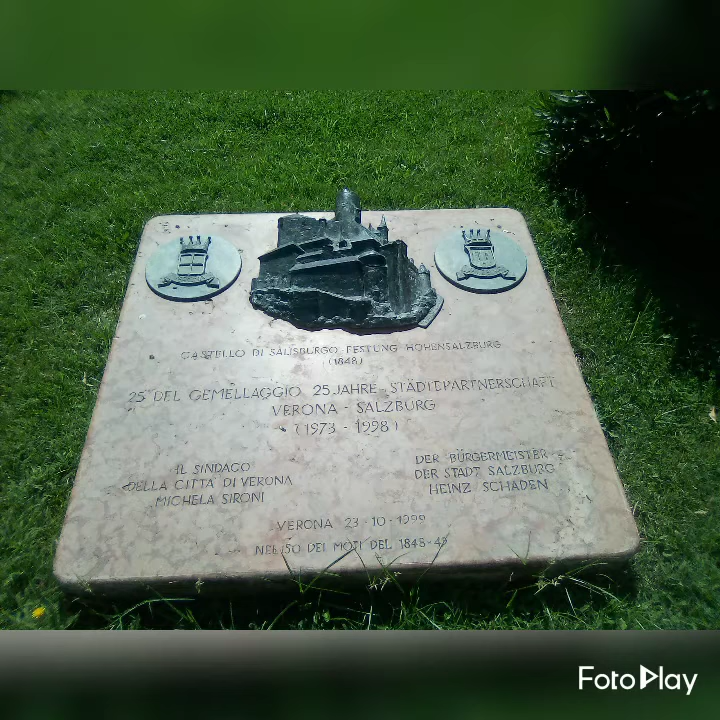 CASTELLO DI SALISBURGO - FESTUNG HOHENSALZBURG
(1848)
25 DEL GEMELLAGGIO 25 JAHRE STÄDTEPARTNERSCHAFT
VERONA - SALZBURG
(1973 - 1998)
IL SINDACO
DELLA CITTA' DI VERONA
MICHELA SIRONI
DER BÜRGERMEISTER
DER STADT SALZBURG
HEINZ SCHADEN
VERONA 23·10·1999
NEL 150 DEI MOTI DEL 1848-49
FotoPlay